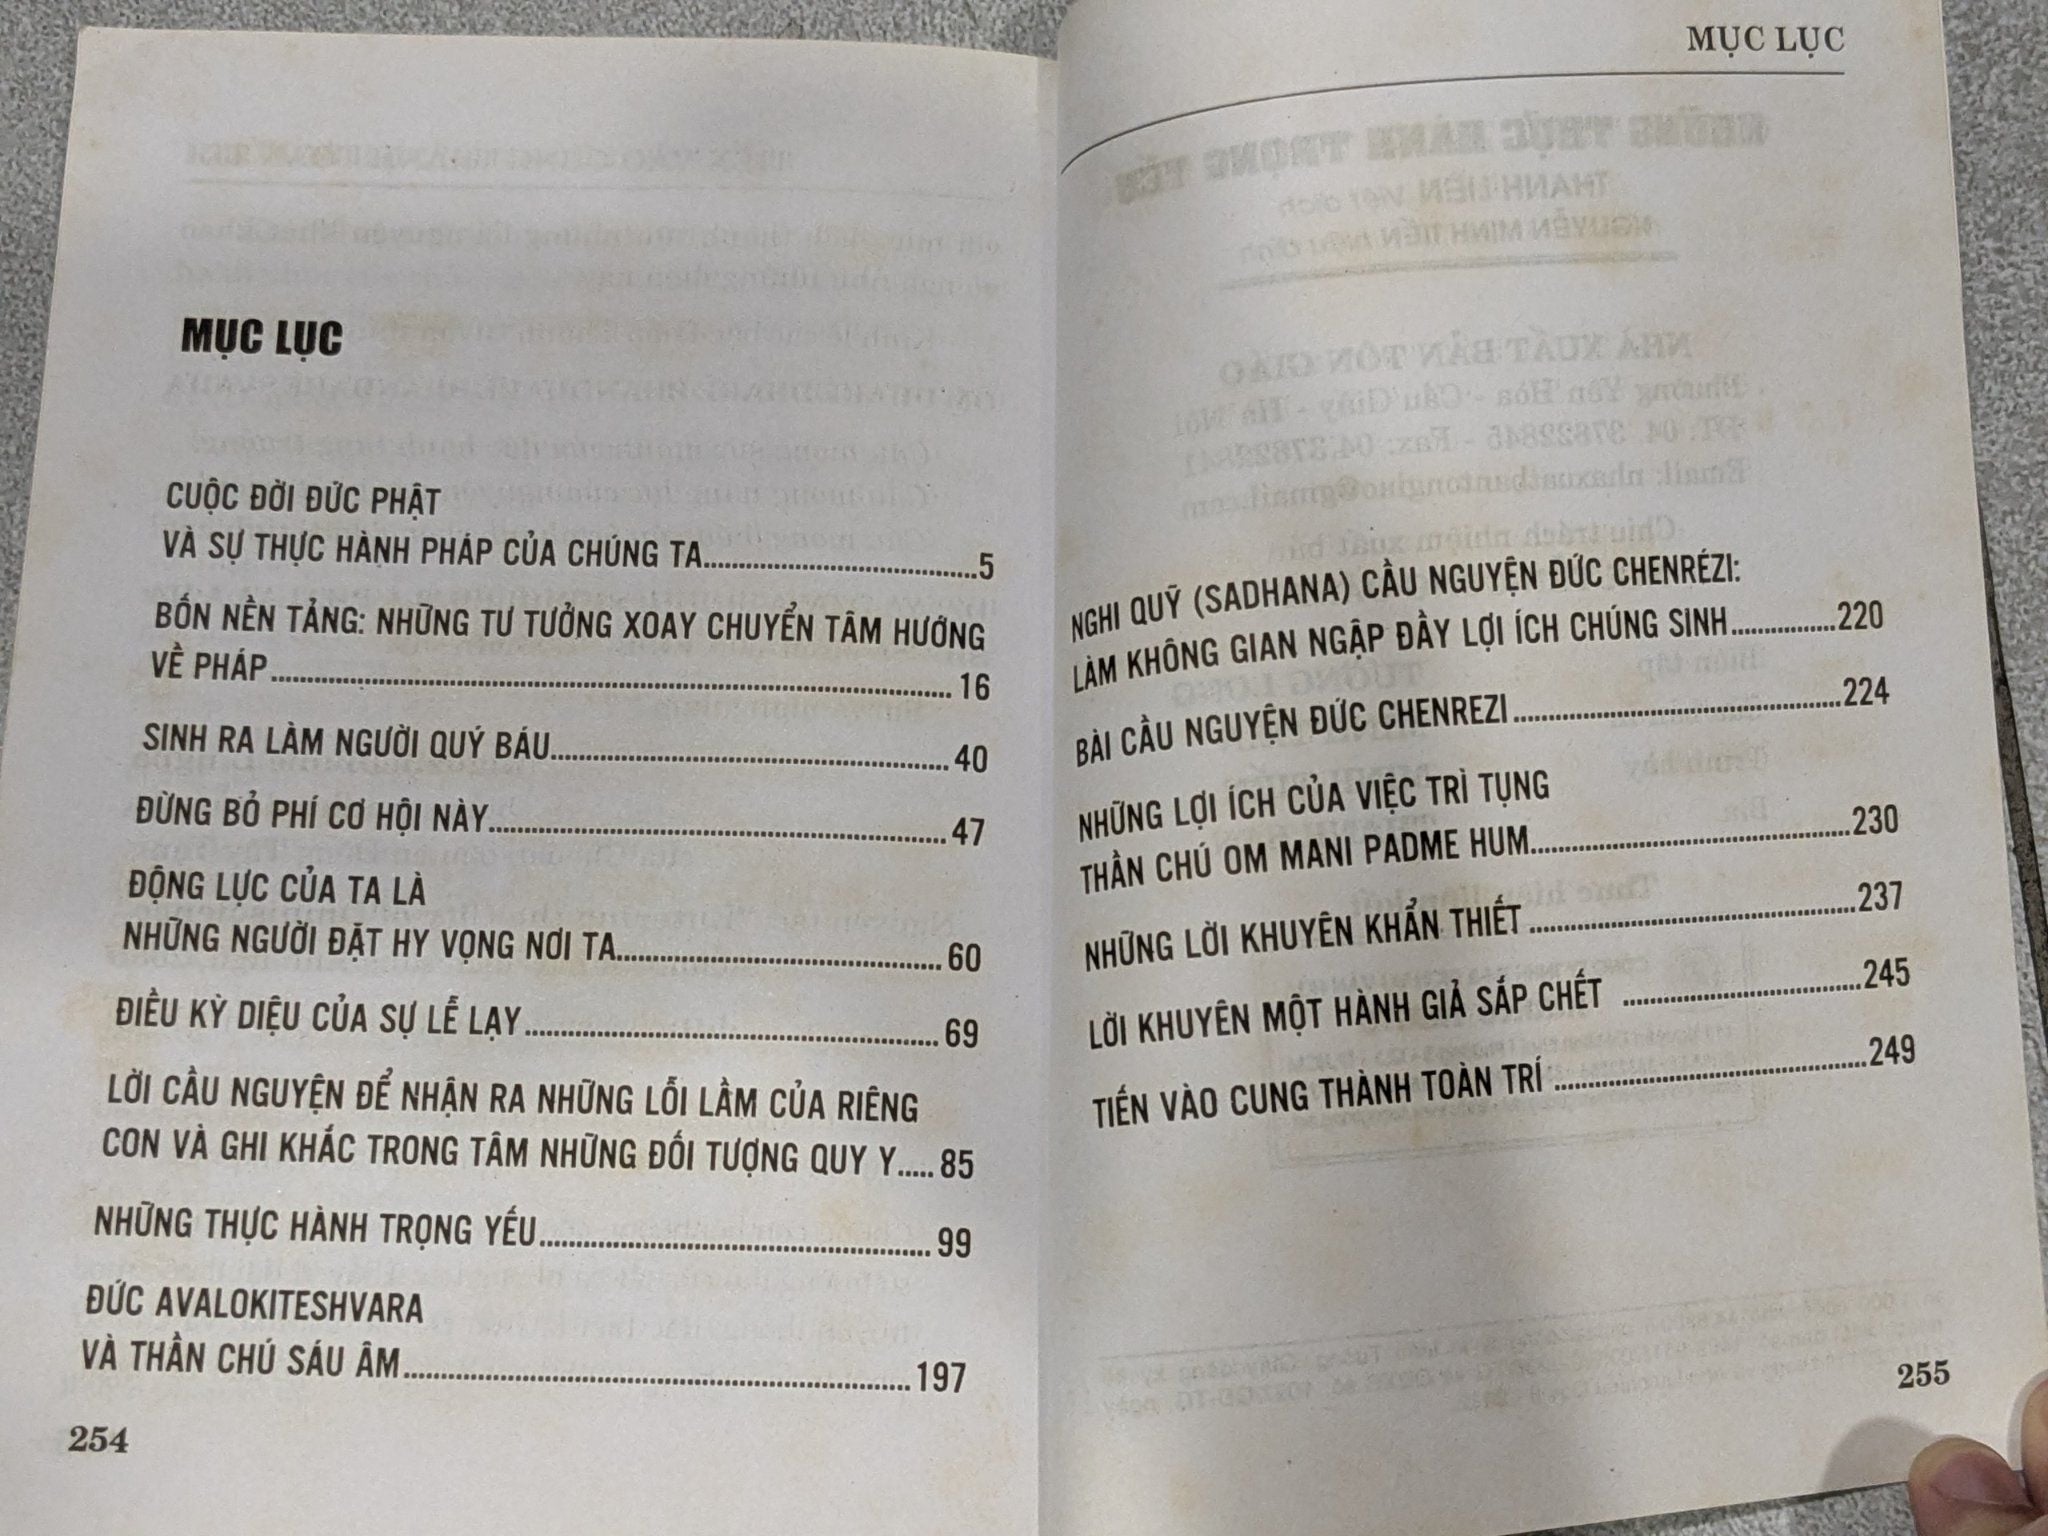 MỤC LỤC
CUỘC ĐỜI ĐỨC PHẬT
VÀ SỰ THỰC HÀNH PHÁP CỦA CHÚNG TA..........5
BỐN NỀN TẢNG: NHỮNG TƯ TƯỞNG XOAY CHUYỂN TÂM HƯỚNG
VỀ PHÁP..........16
SINH RA LÀM NGƯỜI QUÝ BÁU..........40
ĐỪNG BỎ PHÍ CƠ HỘI NÀY..........47
ĐỘNG LỰC CỦA TA LÀ
NHỮNG NGƯỜI ĐẶT HY VỌNG NƠI TA..........60
ĐIỀU KỲ DIỆU CỦA SỰ LỄ LẠY..........69
LỜI CẦU NGUYỆN ĐỂ NHẬN RA NHỮNG LỖI LẦM CỦA RIÊNG
CON VÀ GHI KHẮC TRONG TÂM NHỮNG ĐỐI TƯỢNG QUY Y..... 85
NHỮNG THỰC HÀNH TRỌNG YẾU..........99
ĐỨC AVALOKITESHVARA
VÀ THẦN CHÚ SÁU ÂM..........197
254
MỤC LỤC
NGHI QUỸ (SADHANA) CẦU NGUYỆN ĐỨC CHENRÉZI:
LÀM KHÔNG GIAN NGẬP ĐẦY LỢI ÍCH CHÚNG SINH..........220
BÀI CẦU NGUYỆN ĐỨC CHENREZI..........224
NHỮNG LỢI ÍCH CỦA VIỆC TRÌ TỤNG
THẦN CHÚ OM MANI PADME HUM..........230
NHỮNG LỜI KHUYÊN KHẨN THIẾT..........237
LỜI KHUYÊN MỘT HÀNH GIẢ SẮP CHẾT ..........245
TIẾN VÀO CUNG THÀNH TOÀN TRÍ..........249
255